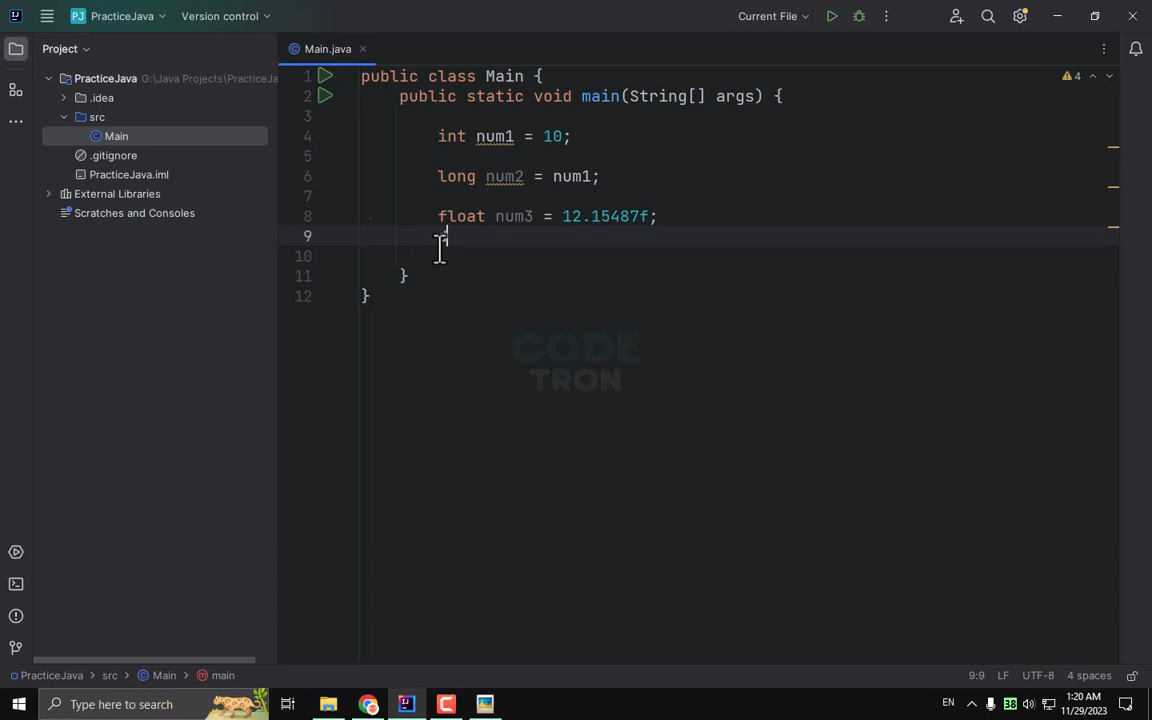 PJ PracticeJava Version control Current File
Project Main.java
PracticeJava G:\Java Projects\PracticeJa
.idea
src
Main
.gitignore
PracticeJava.iml
External Libraries
Scratches and Consoles
4
1 public class Main {
2 public static void main(String[] args) {
3
4 int num1 = 10;
5
6 long num2 = num1;
7
8 float num3 = 12.15487f;
9
10
11 }
12 }
CODE
TRON
PracticeJava src Main main 9:9 LF UTF-8 4 spaces
Type here to search EN 38 1:20 AM
11/29/2023